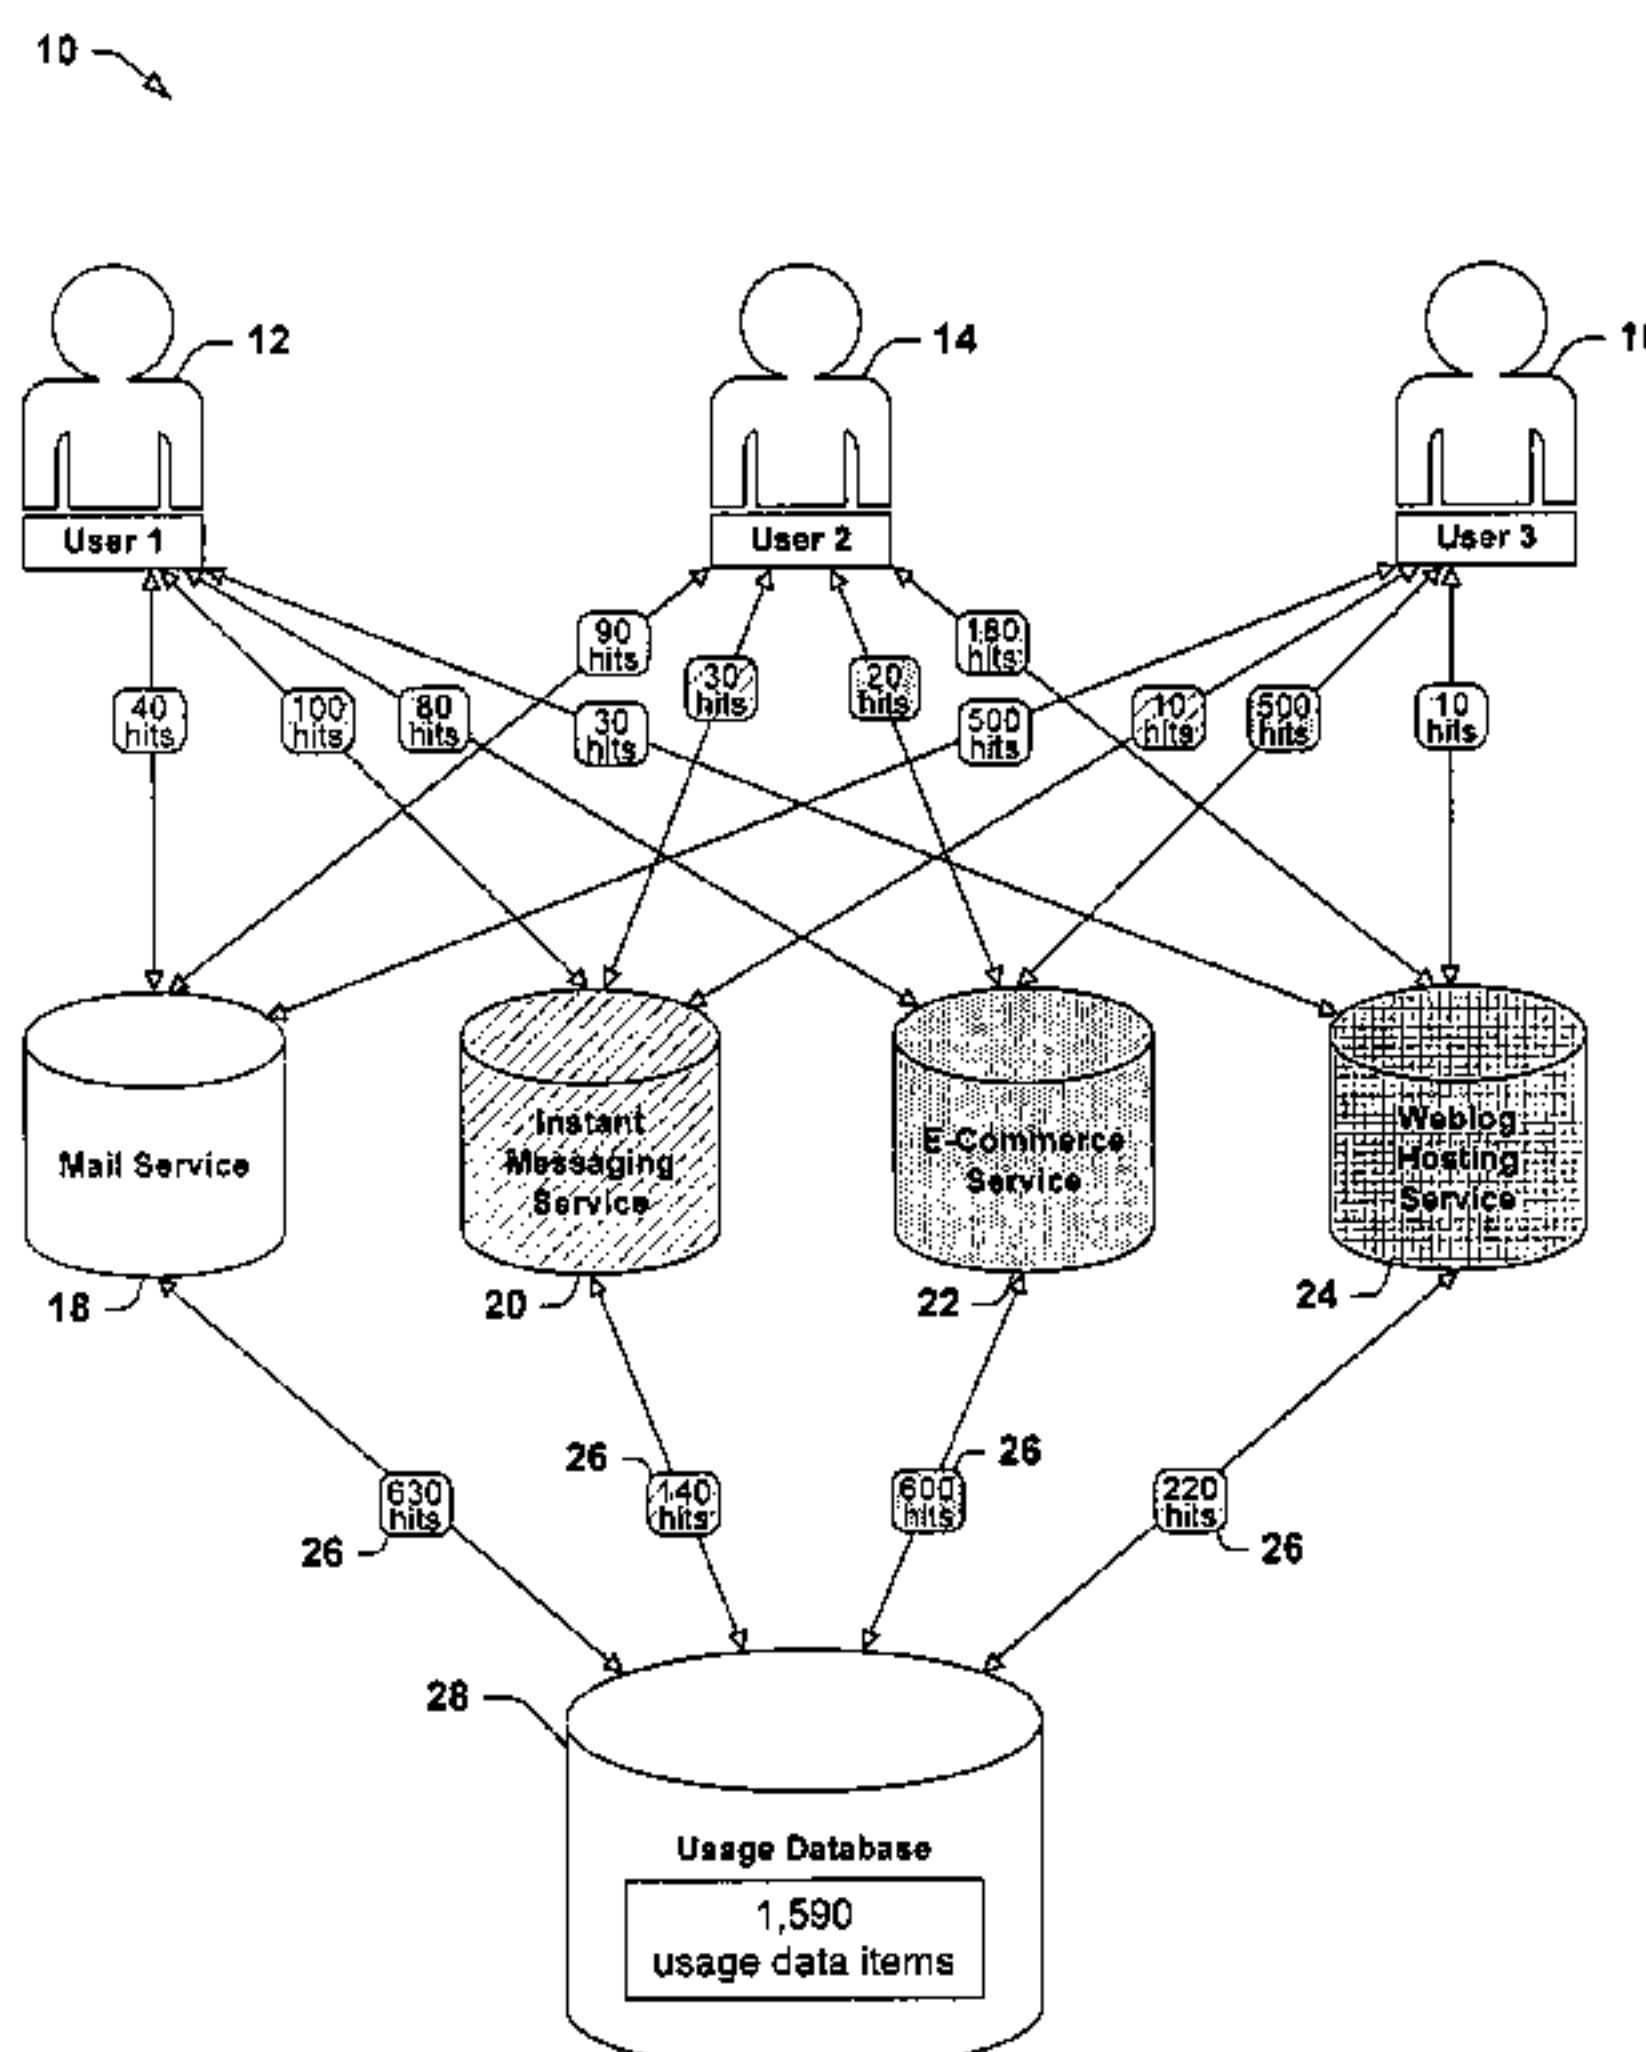 10
12
14
User 1
User 2
User 3
90
hits
180
hits
30
hits
20
hits
40
hits
100
hits
80
hits
30
hits
500
hits
10
hits
500
hits
10
hits
Mail Service
Instant
Messaging
Service
E-Commerce
Service
Weblog
Hosting
Service
18
20
22
24
26
26
630
hits
140
hits
600
hits
220
hits
26
26
28
Usage Database
1,590
usage data items